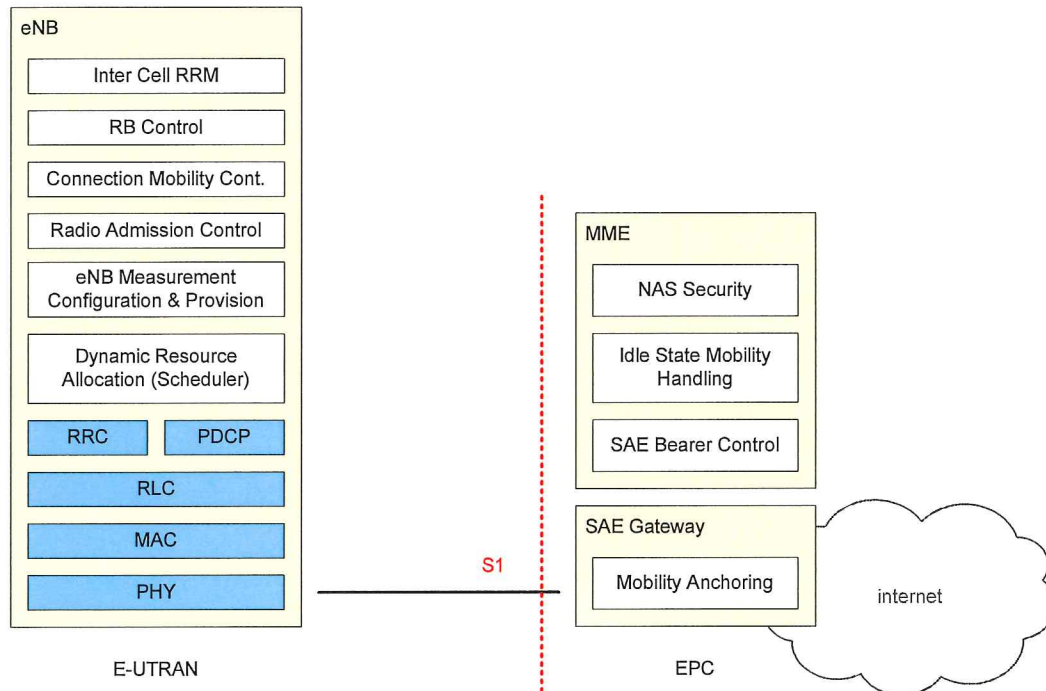 eNB
Inter Cell RRM
RB Control
Connection Mobility Cont.
Radio Admission Control
eNB Measurement
Configuration & Provision
Dynamic Resource
Allocation (Scheduler)
RRC
PDCP
RLC
MAC
PHY
E-UTRAN
S1
MME
NAS Security
Idle State Mobility
Handling
SAE Bearer Control
SAE Gateway
Mobility Anchoring
EPC
internet